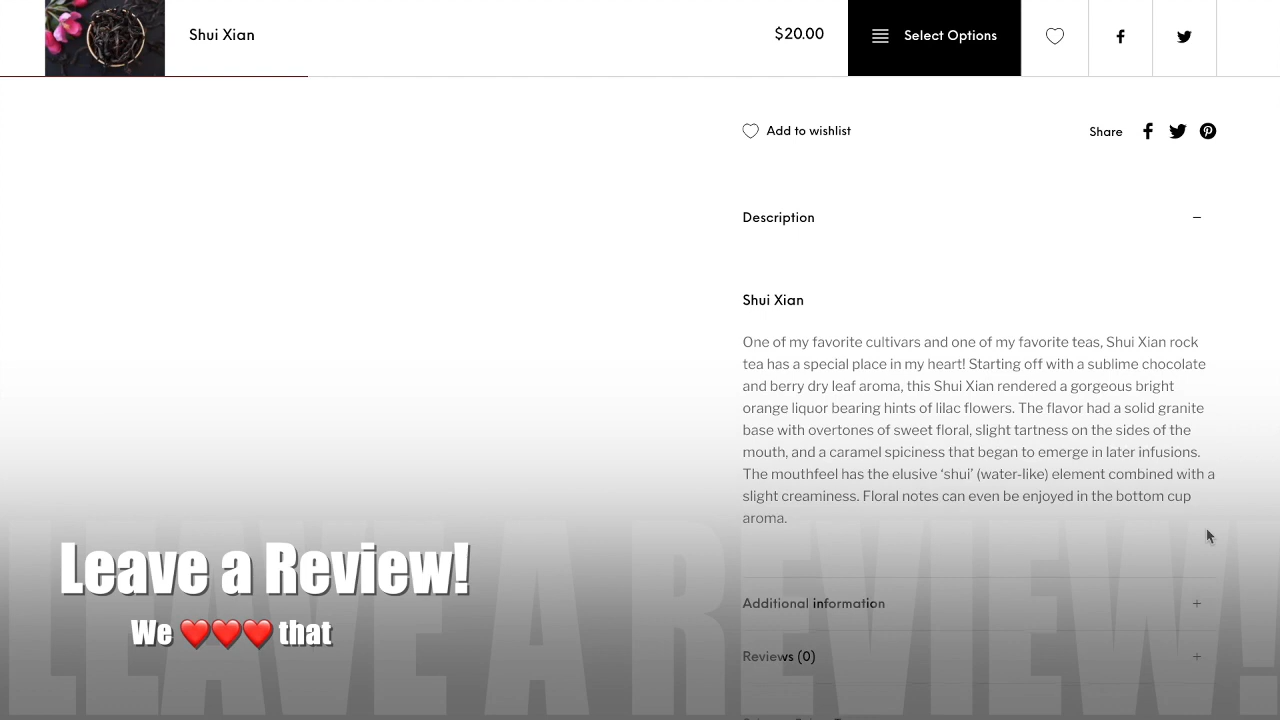 Shui Xian
$20.00
Select Options
Add to wishlist
Share
Description
Shui Xian
One of my favorite cultivars and one of my favorite teas, Shui Xian rock
tea has a special place in my heart! Starting off with a sublime chocolate
and berry dry leaf aroma, this Shui Xian rendered a gorgeous bright
orange liquor bearing hints of lilac flowers. The flavor had a solid granite
base with overtones of sweet floral, slight tartness on the sides of the
mouth, and a caramel spiciness that began to emerge in later infusions.
The mouthfeel has the elusive ‘shui’ (water-like) element combined with a
slight creaminess. Floral notes can even be enjoyed in the bottom cup
aroma.
LEAVE A REVIEW!
Leave a Review!
We ❤️❤️❤️ that
Additional information
Reviews (0)